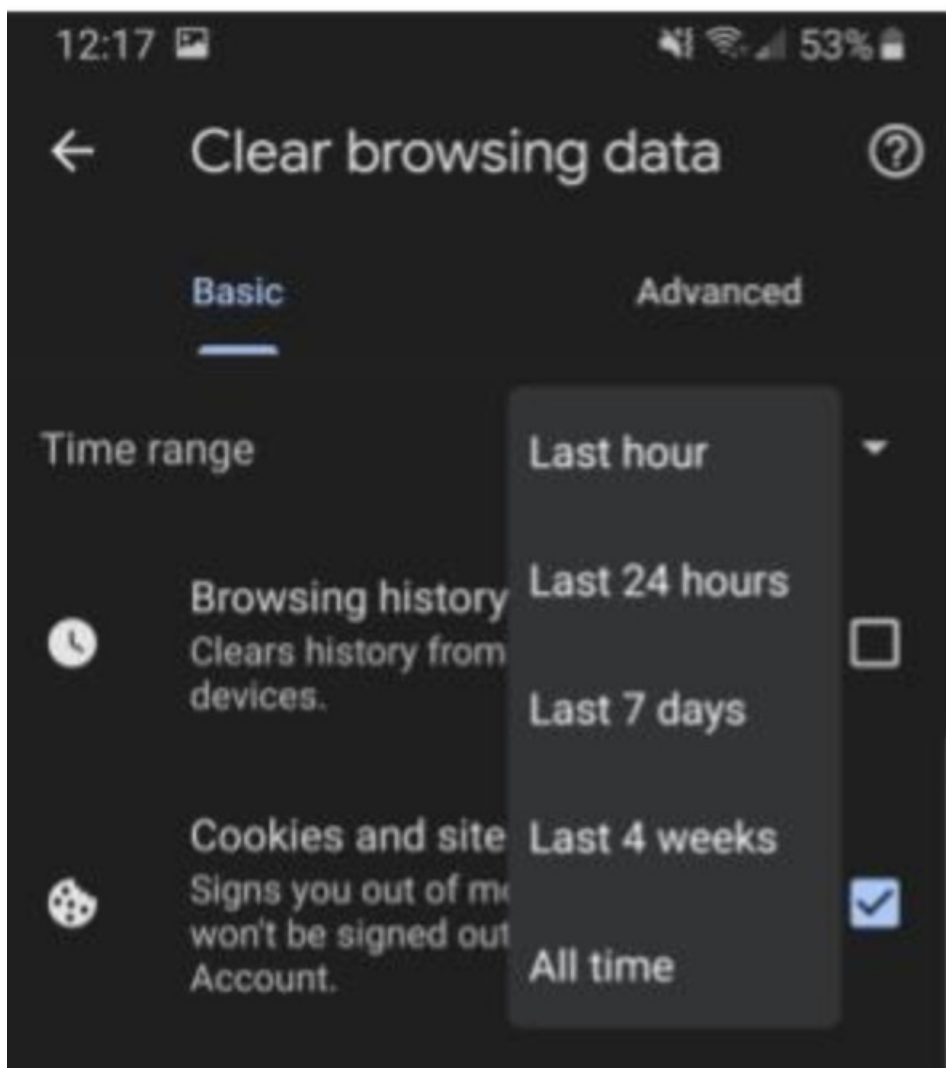 12:17 53%
Clear browsing data
Basic Advanced
Time range
Last hour
Last 24 hours
Last 7 days
Last 4 weeks
All time
Browsing history
Clears history from
devices.
Cookies and site
Signs you out of
won't be signed out
Account.